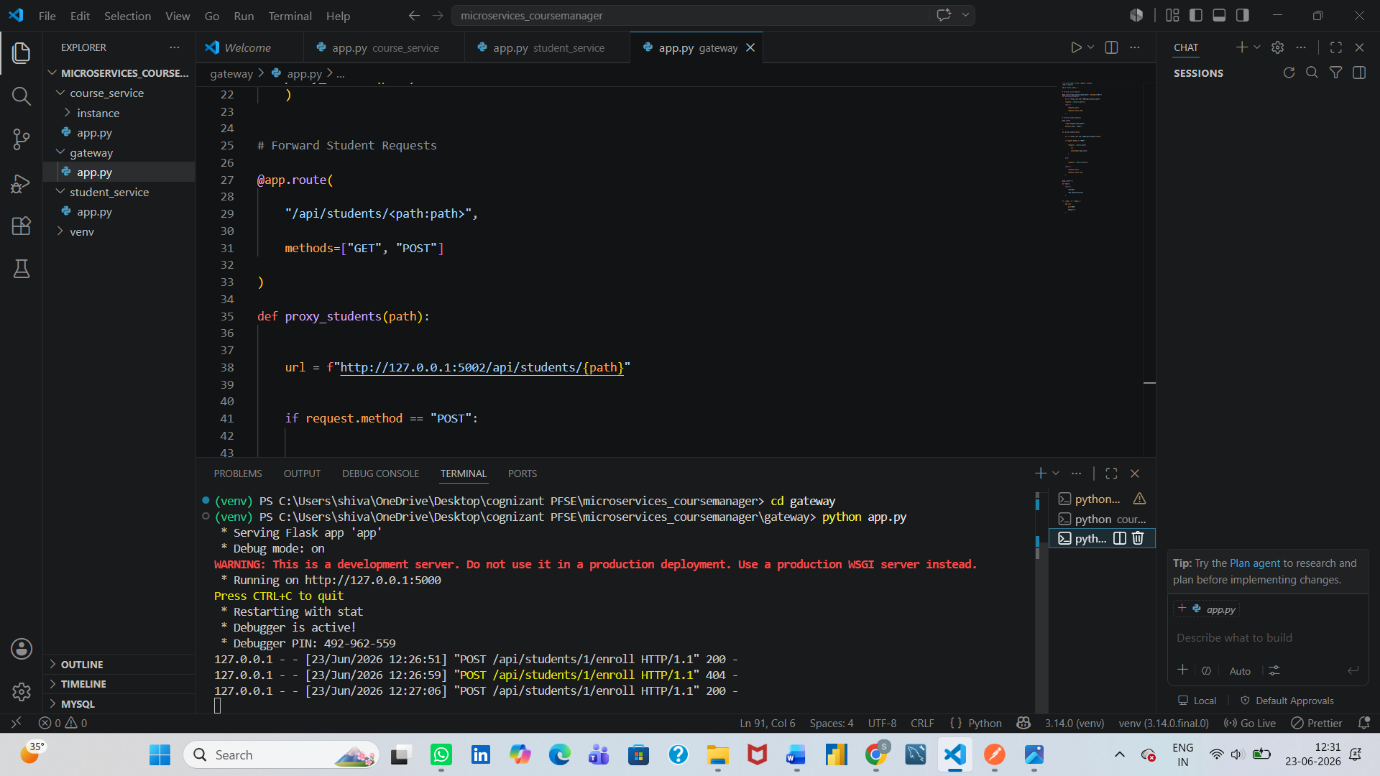 File Edit Selection View Go Run Terminal Help
microservices_coursemanager
EXPLORER
MICROSERVICES_COURSE...
course_service
instance
app.py
gateway
app.py
student_service
app.py
venv
OUTLINE
TIMELINE
MYSQL
Welcome
app.py course_service
app.py student_service
app.py gateway
gateway > app.py > ...
22 )
23
24
25 # Forward Student Requests
26
27 @app.route(
28
29 "/api/students/<path:path>",
30
31 methods=["GET", "POST"]
32
33 )
34
35 def proxy_students(path):
36
37
38 url = f"http://127.0.0.1:5002/api/students/{path}"
39
40
41 if request.method == "POST":
42
43
PROBLEMS OUTPUT DEBUG CONSOLE TERMINAL PORTS
(venv) PS C:\Users\shiva\OneDrive\Desktop\cognizant PFSE\microservices_coursemanager> cd gateway
(venv) PS C:\Users\shiva\OneDrive\Desktop\cognizant PFSE\microservices_coursemanager\gateway> python app.py
* Serving Flask app 'app'
* Debug mode: on
WARNING: This is a development server. Do not use it in a production deployment. Use a production WSGI server instead.
* Running on http://127.0.0.1:5000
Press CTRL+C to quit
* Restarting with stat
* Debugger is active!
* Debugger PIN: 492-962-559
127.0.0.1 - - [23/Jun/2026 12:26:51] "POST /api/students/1/enroll HTTP/1.1" 200 -
127.0.0.1 - - [23/Jun/2026 12:26:59] "POST /api/students/1/enroll HTTP/1.1" 404 -
127.0.0.1 - - [23/Jun/2026 12:27:06] "POST /api/students/1/enroll HTTP/1.1" 200 -
python...
python cour...
pyth...
CHAT
SESSIONS
Tip: Try the Plan agent to research and
plan before implementing changes.
app.py
Describe what to build
Auto
Local Default Approvals
0 0
Ln 91, Col 6 Spaces: 4 UTF-8 CRLF { } Python 3.14.0 (venv) venv (3.14.0.final.0) Go Live Prettier
35°
Search
ENG
IN
12:31
23-06-2026